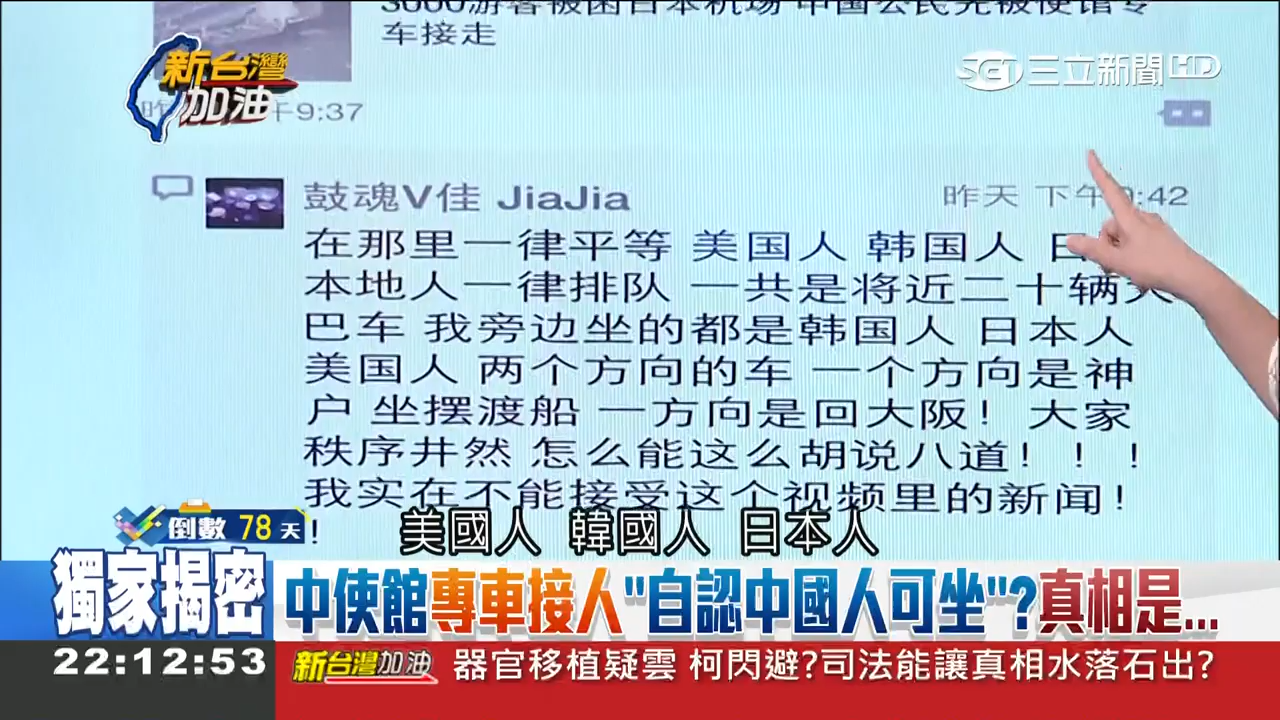 3000游客被困日本机场 中国公民先被使馆专
车接走
新台灣
加油
SET三立新聞HD
昨 午9:37
鼓魂V佳 JiaJia
昨天 下午9:42
在那里一律平等 美国人 韩国人 日
本地人一律排队 一共是将近二十辆大
巴车 我旁边坐的都是韩国人 日本人
美国人 两个方向的车 一个方向是神
户 坐摆渡船 一方向是回大阪！大家
秩序井然 怎么能这么胡说八道！！！
我实在不能接受这个视频里的新闻！
！
美國人 韓國人 日本人
倒數 78 天
獨家揭密
中使館專車接人"自認中國人可坐"?真相是...
22:12:53
新台灣加油
器官移植疑雲 柯閃避?司法能讓真相水落石出?